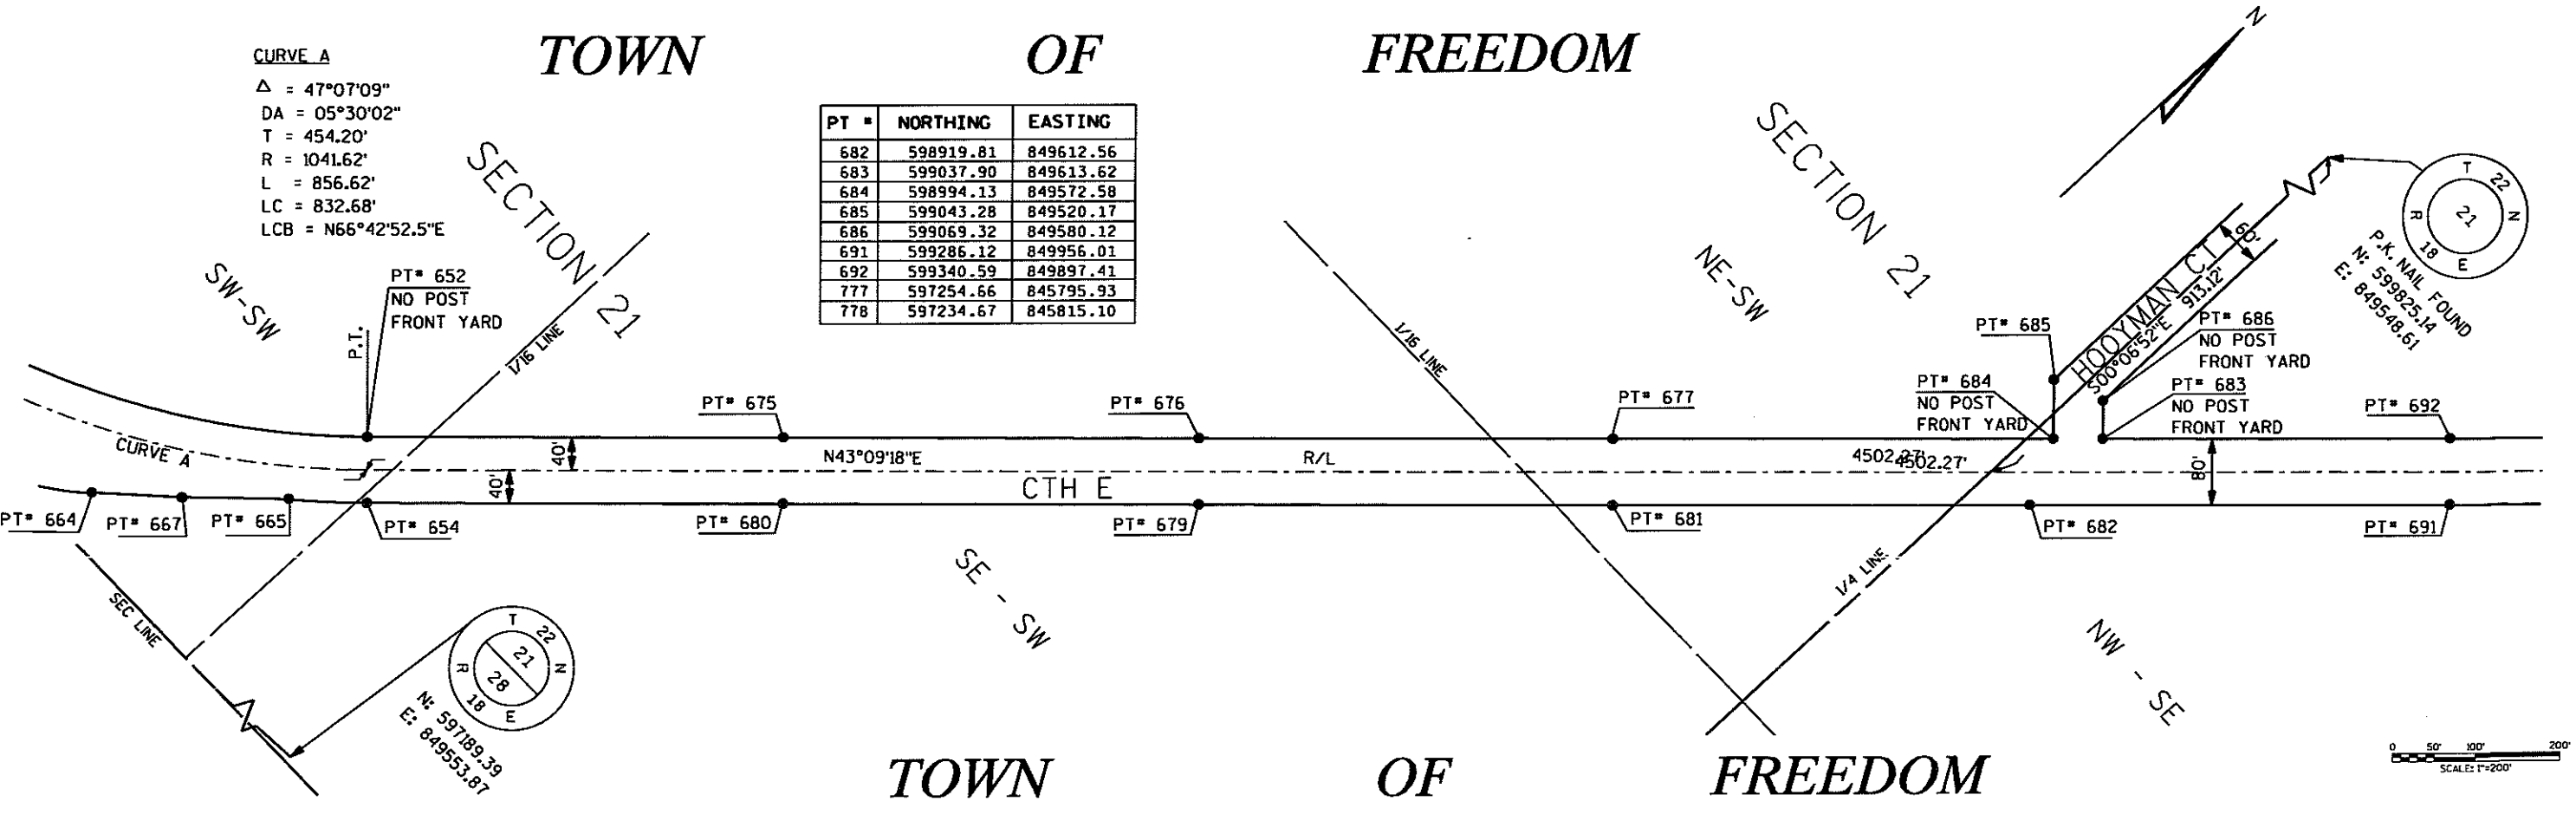 TOWN OF FREEDOM
CURVE A
Δ = 47°07'09"
DA = 05°30'02"
T = 454.20'
R = 1041.62'
L = 856.62'
LC = 832.68'
LCB = N66°42'52.5"E
PT # NORTHING EASTING
682 598919.81 849612.56
683 599037.90 849613.62
684 598994.13 849572.58
685 599043.28 849520.17
686 599069.32 849580.12
691 599286.12 849956.01
692 599340.59 849897.41
777 597254.66 845795.93
778 597234.67 845815.10
SECTION 21
SECTION 21
N
T 22 N
R 18 E
21
P.K. NAIL FOUND
N: 599825.14
E: 849548.61
SW-SW
NE-SW
PT# 652
NO POST
FRONT YARD
P.T.
1/16 LINE
1/16 LINE
HOOYMAN CT
60'
S00°06'52"E 913.12'
PT# 685
PT# 686
NO POST
FRONT YARD
PT# 684
NO POST
FRONT YARD
PT# 683
NO POST
FRONT YARD
PT# 675
PT# 676
PT# 677
PT# 692
CURVE A
40'
N43°09'18"E
R/L
4502.27'
4502.27'
40'
CTH E
80'
PT# 664
PT# 667
PT# 665
PT# 654
PT# 680
PT# 679
PT# 681
PT# 682
PT# 691
SEC LINE
SE - SW
1/4 LINE
NW - SE
T 22 N
R 18 E
21
28
N: 597189.39
E: 849553.87
TOWN OF FREEDOM
0 50' 100' 200'
SCALE: 1"=200'